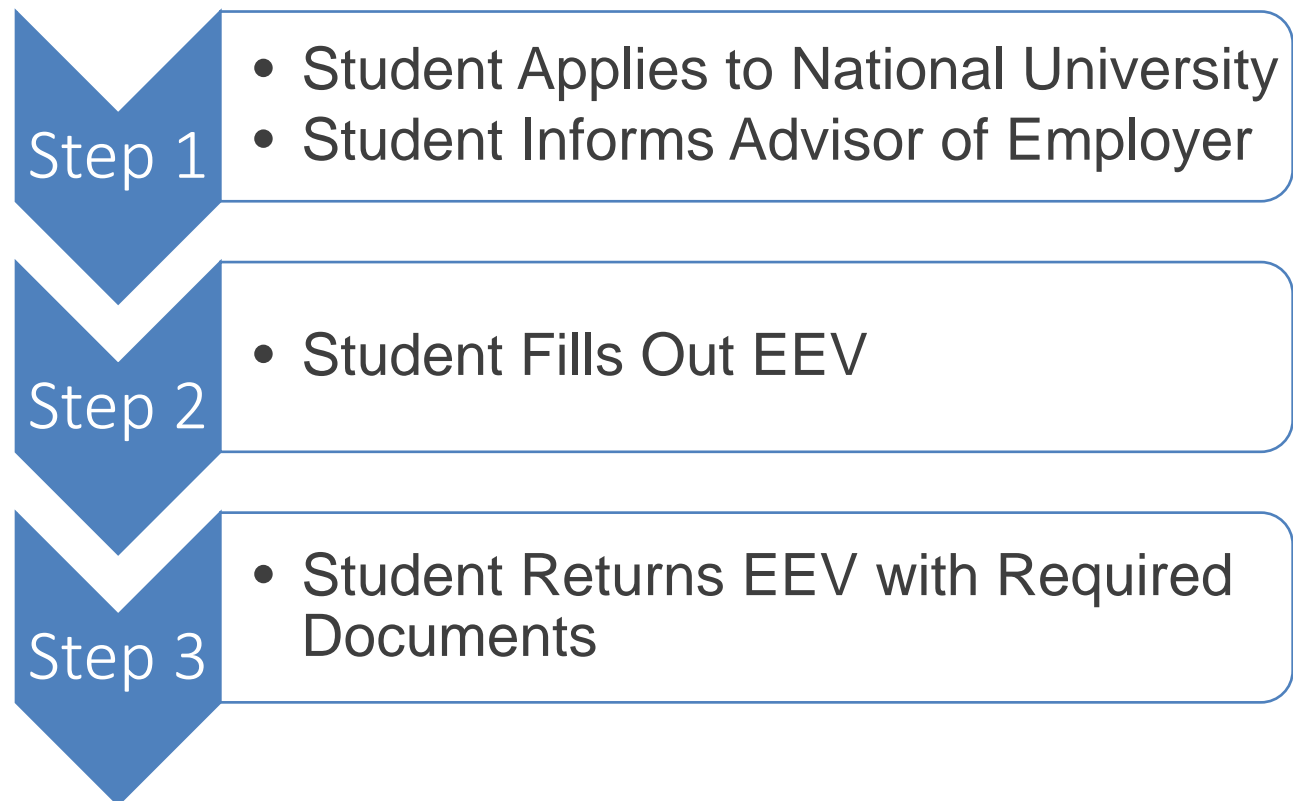 Step 1
• Student Applies to National University
• Student Informs Advisor of Employer
Step 2
• Student Fills Out EEV
Step 3
• Student Returns EEV with Required
Documents